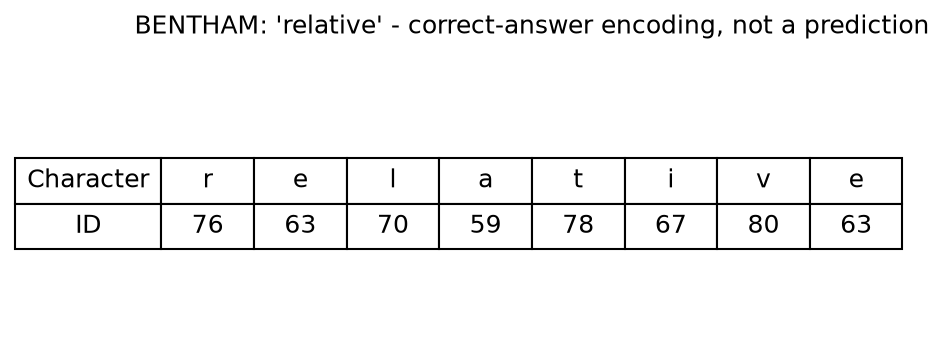 BENTHAM: 'relative' - correct-answer encoding, not a prediction
Character r e l a t i v e
ID 76 63 70 59 78 67 80 63